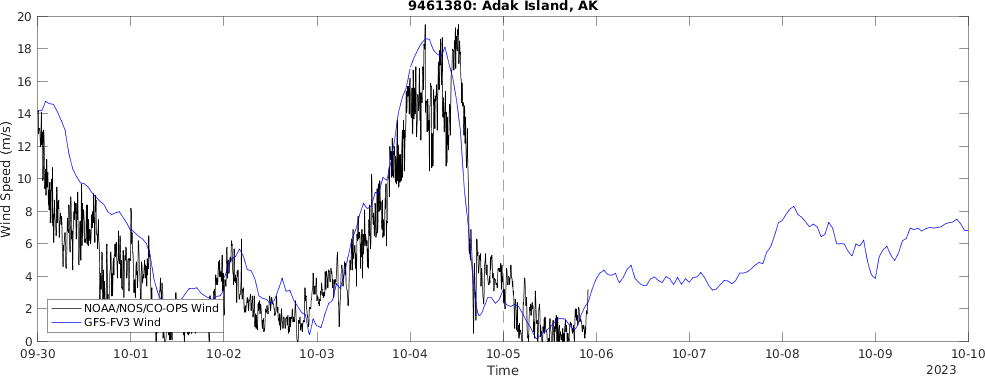 9461380: Adak Island, AK
20
18
16
14
12
10
8
6
4
2
0
Wind Speed (m/s)
NOAA/NOS/CO-OPS Wind
GFS-FV3 Wind
09-30 10-01 10-02 10-03 10-04 10-05 10-06 10-07 10-08 10-09 10-10
Time
2023